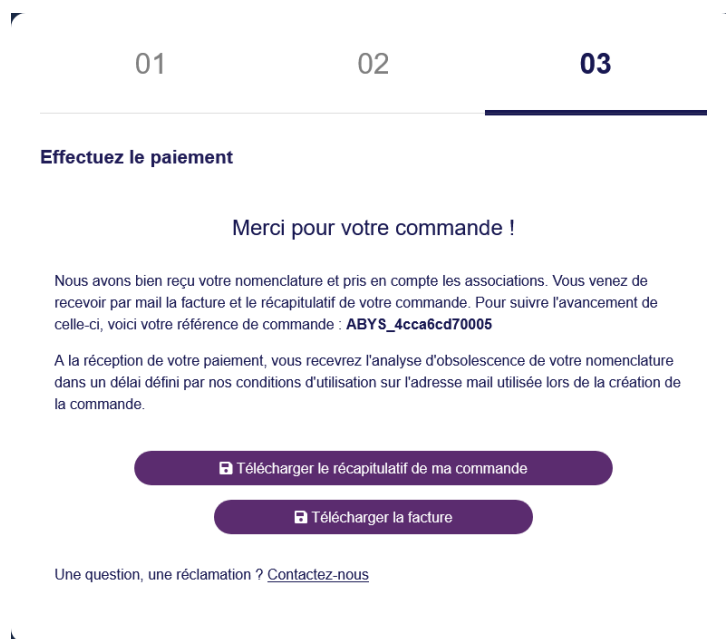 01 02 03
Effectuez le paiement
Merci pour votre commande !
Nous avons bien reçu votre nomenclature et pris en compte les associations. Vous venez de
recevoir par mail la facture et le récapitulatif de votre commande. Pour suivre l'avancement de
celle-ci, voici votre référence de commande : ABYS_4cca6cd70005
A la réception de votre paiement, vous recevrez l'analyse d'obsolescence de votre nomenclature
dans un délai défini par nos conditions d'utilisation sur l'adresse mail utilisée lors de la création de
la commande.
Télécharger le récapitulatif de ma commande
Télécharger la facture
Une question, une réclamation ? Contactez-nous